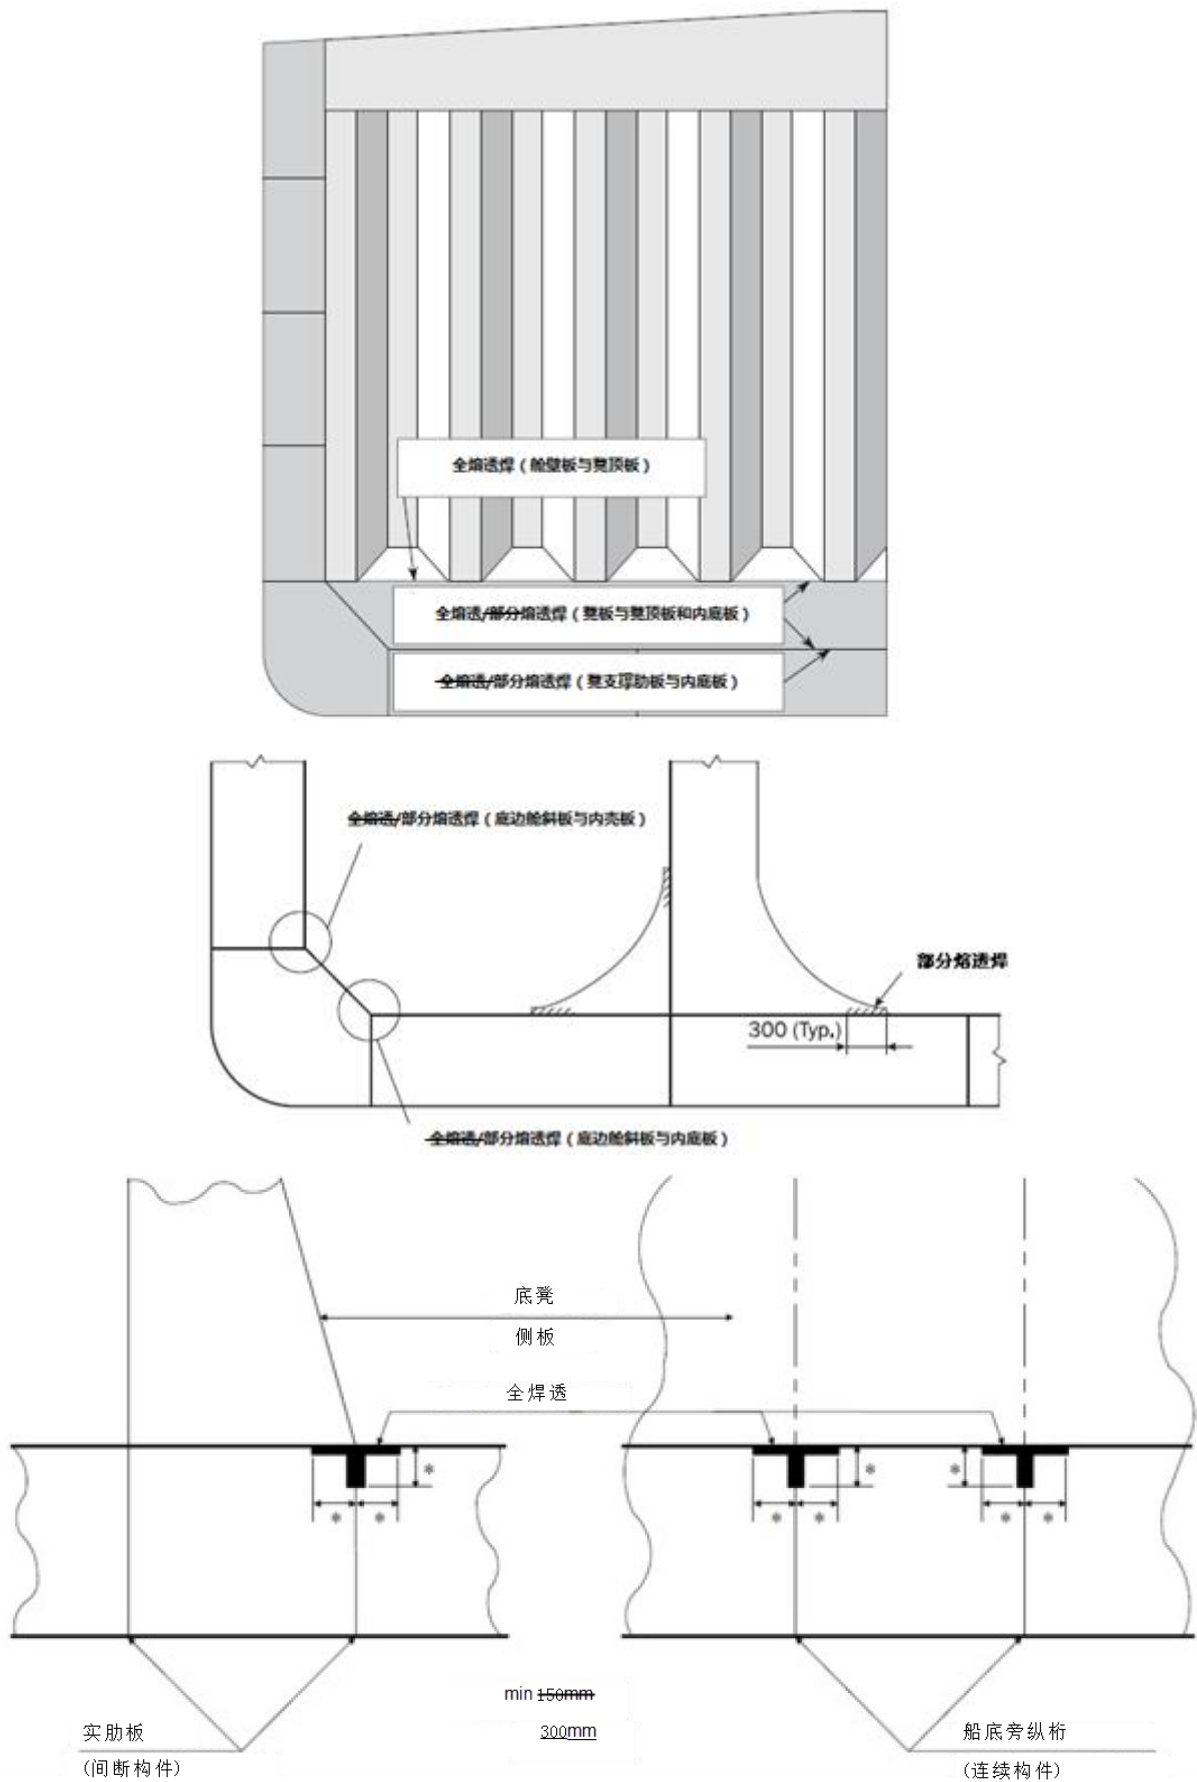 全熔透焊（舱壁板与凳顶板）
全熔透/部分熔透焊（凳板与凳顶板和内底板）
全熔透/部分熔透焊（凳支撑肋板与内底板）
全熔透/部分熔透焊（底边舱斜板与内壳板）
部分熔透焊
300 (Typ.)
全熔透/部分熔透焊（底边舱斜板与内底板）
底凳
侧板
全焊透
*
*
*
*
*
*
*
*
*
min 150mm
300mm
实肋板
(间断构件)
船底旁纵桁
(连续构件)